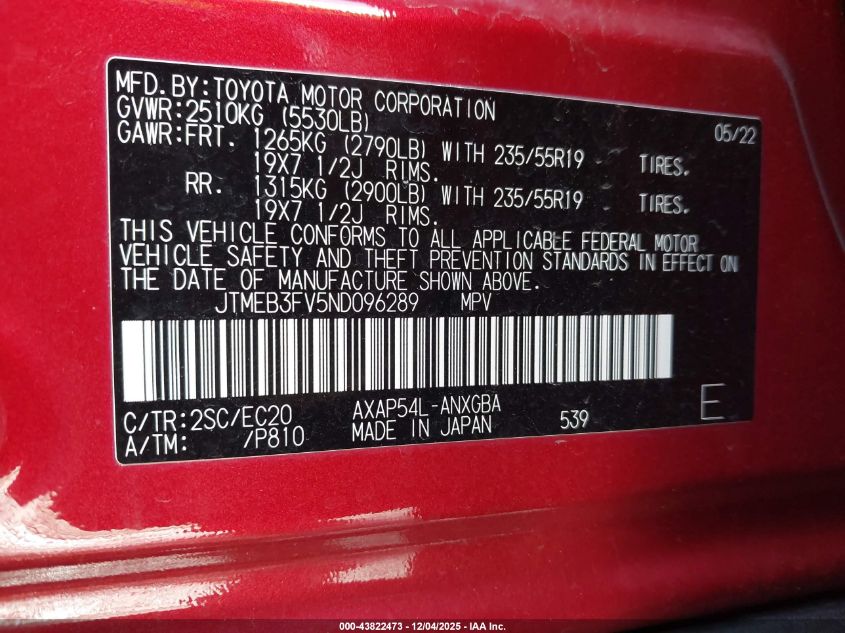 MFD.BY:TOYOTA MOTOR CORPORATION 05/22
GVWR:2510KG (5530LB)
GAWR:FRT. 1265KG (2790LB) WITH 235/55R19 TIRES.
19X7 1/2J RIMS.
RR. 1315KG (2900LB) WITH 235/55R19 TIRES.
19X7 1/2J RIMS.
THIS VEHICLE CONFORMS TO ALL APPLICABLE FEDERAL MOTOR
VEHICLE SAFETY AND THEFT PREVENTION STANDARDS IN EFFECT ON
THE DATE OF MANUFACTURE SHOWN ABOVE.
JTMEB3FV5ND096289 MPV
C/TR:2SC/EC20 AXAP54L-ANXGBA 539 E
A/TM: /P810 MADE IN JAPAN
000-43822473 - 12/04/2025 - IAA Inc.